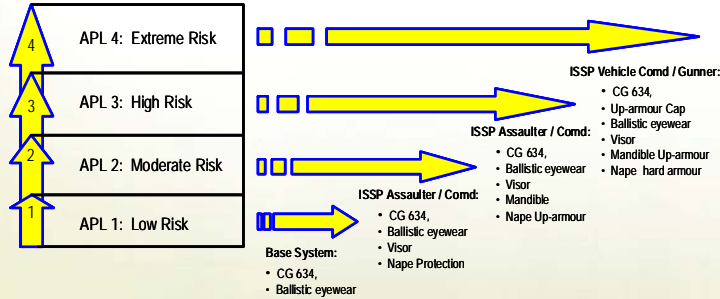 4
APL 4: Extreme Risk
3
APL 3: High Risk
2
APL 2: Moderate Risk
1
APL 1: Low Risk
ISSP Vehicle Comd / Gunner:
• CG 634,
• Up-armour Cap
• Ballistic eyewear
• Visor
• Mandible Up-armour
• Nape hard armour
ISSP Assaulter / Comd:
• CG 634,
• Ballistic eyewear
• Visor
• Mandible
• Nape Up-armour
ISSP Assaulter / Comd:
• CG 634,
• Ballistic eyewear
• Visor
• Nape Protection
Base System:
• CG 634,
• Ballistic eyewear